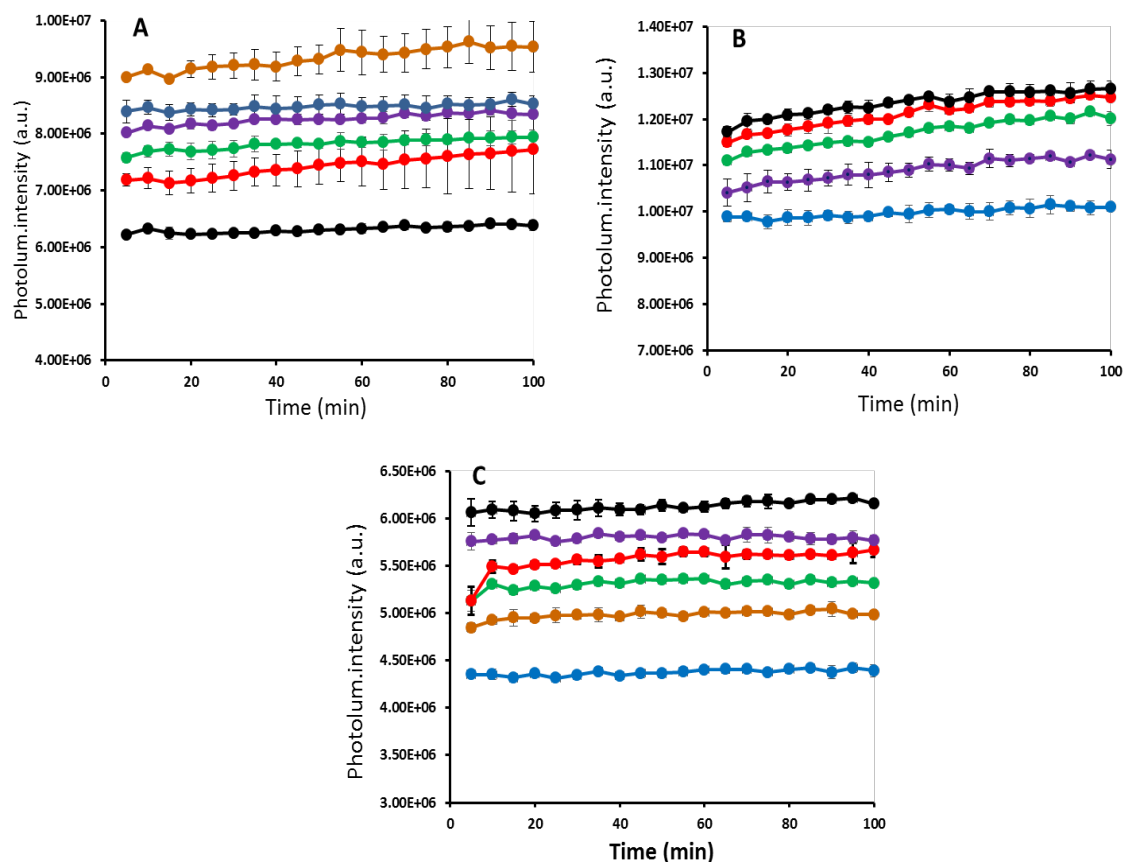 A
Photolum.intensity (a.u.)
1.00E+07
9.00E+06
8.00E+06
7.00E+06
6.00E+06
5.00E+06
4.00E+06
0 20 40 60 80 100
Time (min)
B
Photolum.intensity (a.u.)
1.40E+07
1.30E+07
1.20E+07
1.10E+07
1.00E+07
9.00E+06
8.00E+06
7.00E+06
0 20 40 60 80 100
Time (min)
C
Photolum.intensity (a.u.)
6.50E+06
6.00E+06
5.50E+06
5.00E+06
4.50E+06
4.00E+06
3.50E+06
3.00E+06
0 20 40 60 80 100
Time (min)